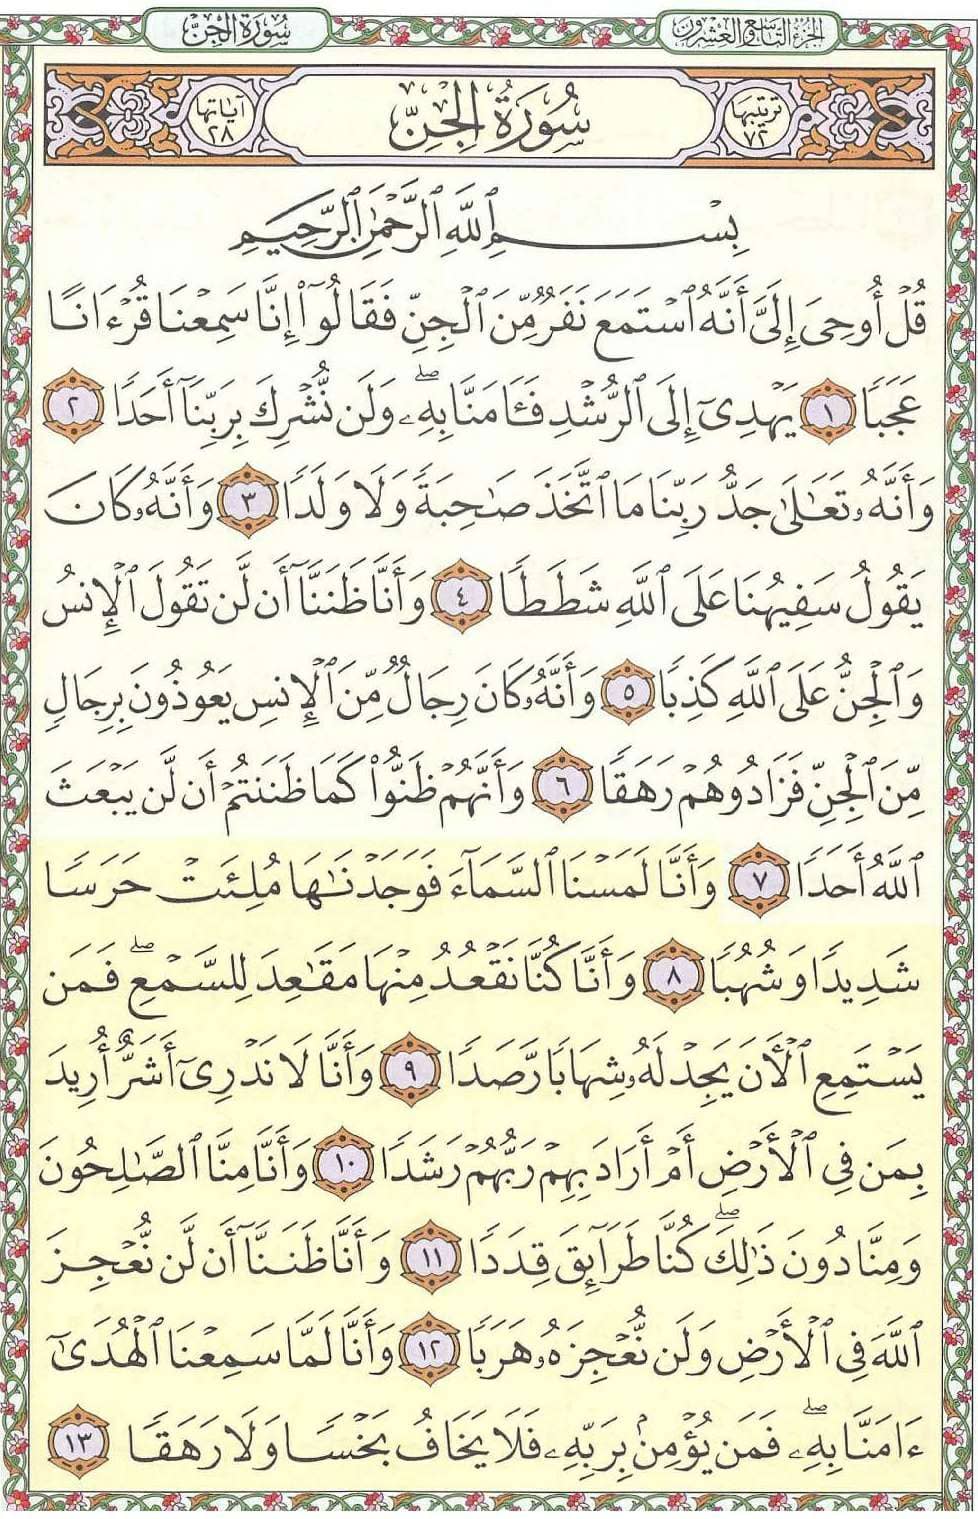 الجزء التاسع والعشرون
سورة الجن
ترتيبها ٧٢
سُورَةُ الجِنِّ
آياتها ٢٨
بِسْمِ ٱللَّهِ ٱلرَّحْمَٰنِ ٱلرَّحِيمِ
قُلْ أُوحِىَ إِلَىَّ أَنَّهُ ٱسْتَمَعَ نَفَرٌ مِّنَ ٱلْجِنِّ فَقَالُوٓا۟ إِنَّا سَمِعْنَا قُرْءَانًا
عَجَبًا ١ يَهْدِىٓ إِلَى ٱلرُّشْدِ فَـَٔامَنَّا بِهِۦ ۖ وَلَن نُّشْرِكَ بِرَبِّنَآ أَحَدًا ٢
وَأَنَّهُۥ تَعَٰلَىٰ جَدُّ رَبِّنَا مَا ٱتَّخَذَ صَٰحِبَةً وَلَا وَلَدًا ٣ وَأَنَّهُۥ كَانَ
يَقُولُ سَفِيهُنَا عَلَى ٱللَّهِ شَطَطًا ٤ وَأَنَّا ظَنَنَّآ أَن لَّن تَقُولَ ٱلْإِنسُ
وَٱلْجِنُّ عَلَى ٱللَّهِ كَذِبًا ٥ وَأَنَّهُۥ كَانَ رِجَالٌ مِّنَ ٱلْإِنسِ يَعُوذُونَ بِرِجَالٍ
مِّنَ ٱلْجِنِّ فَزَادُوهُمْ رَهَقًا ٦ وَأَنَّهُمْ ظَنُّوا۟ كَمَا ظَنَنتُمْ أَن لَّن يَبْعَثَ
ٱللَّهُ أَحَدًا ٧ وَأَنَّا لَمَسْنَا ٱلسَّمَآءَ فَوَجَدْنَٰهَا مُلِئَتْ حَرَسًا
شَدِيدًا وَشُهُبًا ٨ وَأَنَّا كُنَّا نَقْعُدُ مِنْهَا مَقَٰعِدَ لِلسَّمْعِ ۖ فَمَن
يَسْتَمِعِ ٱلْـَٔانَ يَجِدْ لَهُۥ شِهَابًا رَّصَدًا ٩ وَأَنَّا لَا نَدْرِىٓ أَشَرٌّ أُرِيدَ
بِمَن فِى ٱلْأَرْضِ أَمْ أَرَادَ بِهِمْ رَبُّهُمْ رَشَدًا ١٠ وَأَنَّا مِنَّا ٱلصَّٰلِحُونَ
وَمِنَّا دُونَ ذَٰلِكَ ۖ كُنَّا طَرَآئِقَ قِدَدًا ١١ وَأَنَّا ظَنَنَّآ أَن لَّن نُّعْجِزَ
ٱللَّهَ فِى ٱلْأَرْضِ وَلَن نُّعْجِزَهُۥ هَرَبًا ١٢ وَأَنَّا لَمَّا سَمِعْنَا ٱلْهُدَىٰٓ
ءَامَنَّا بِهِۦ ۖ فَمَن يُؤْمِنۢ بِرَبِّهِۦ فَلَا يَخَافُ بَخْسًا وَلَا رَهَقًا ١٣